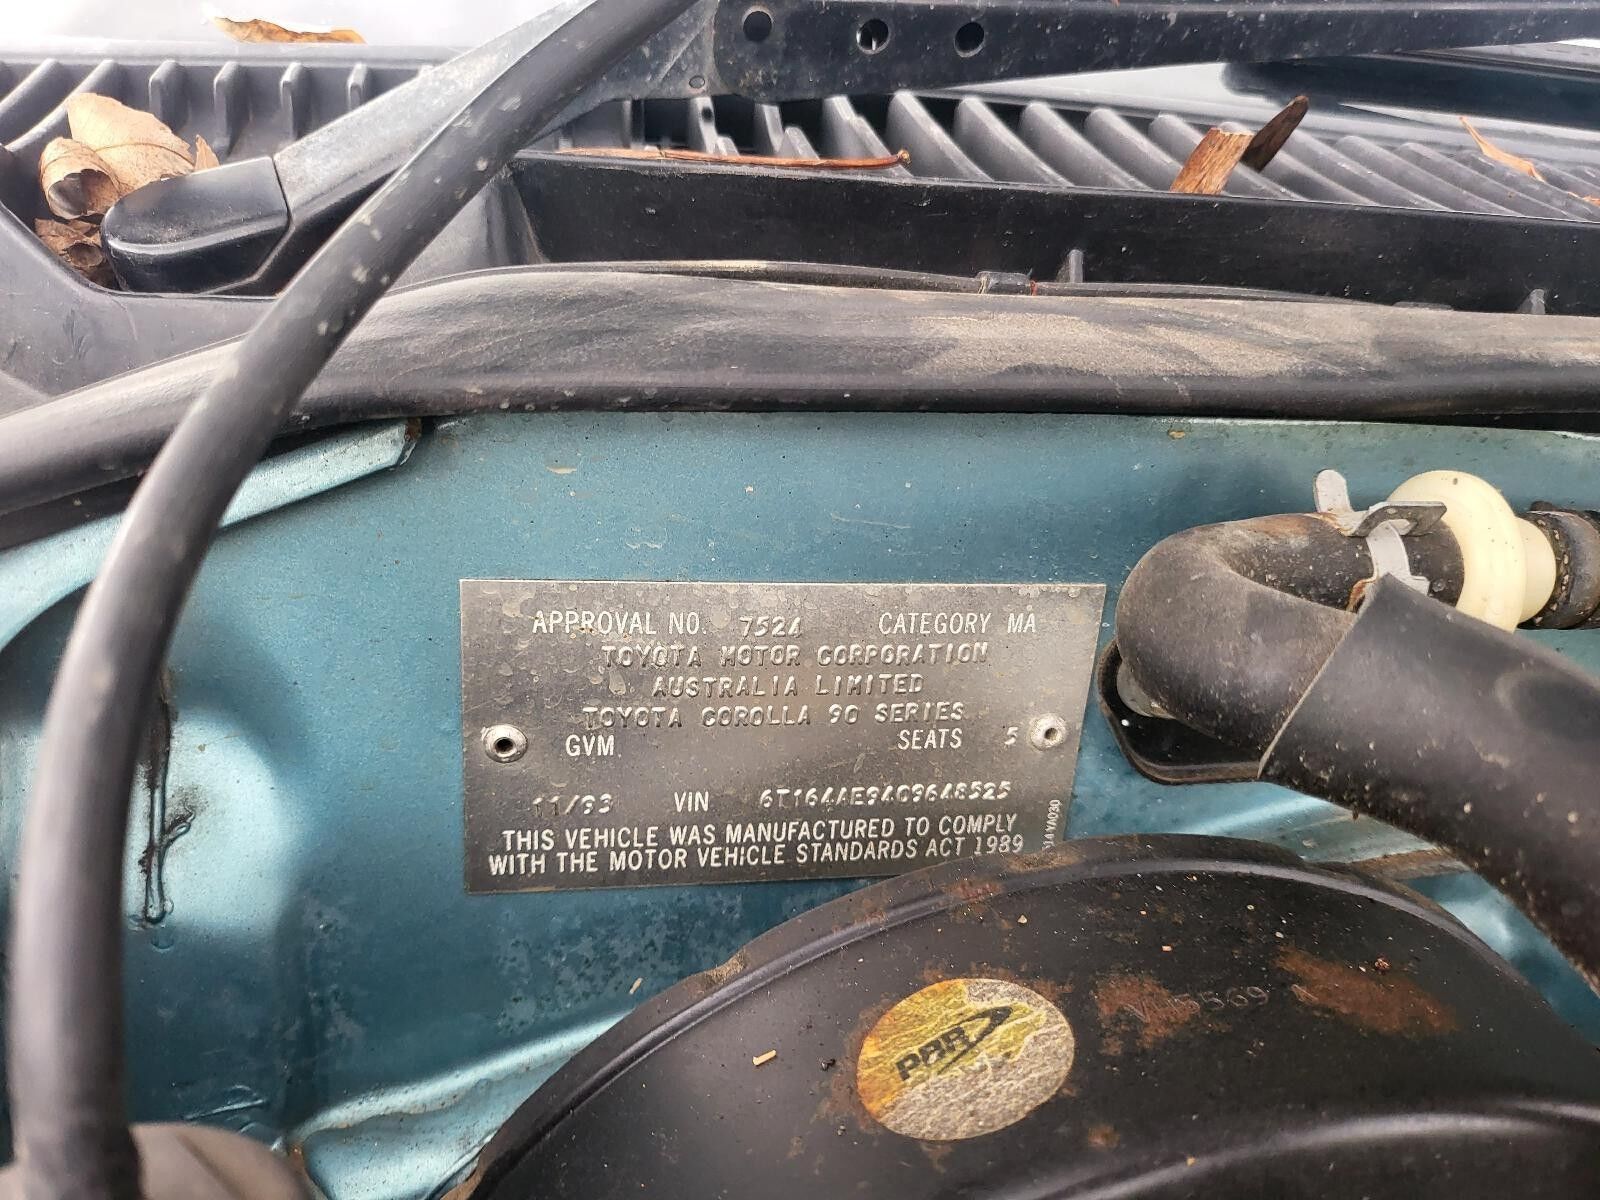 APPROVAL NO. 7524 CATEGORY MA
TOYOTA MOTOR CORPORATION
AUSTRALIA LIMITED
TOYOTA COROLLA 90 SERIES
GVM SEATS 5
11/93 VIN 6T164AE9409648525
THIS VEHICLE WAS MANUFACTURED TO COMPLY
WITH THE MOTOR VEHICLE STANDARDS ACT 1989
PBR